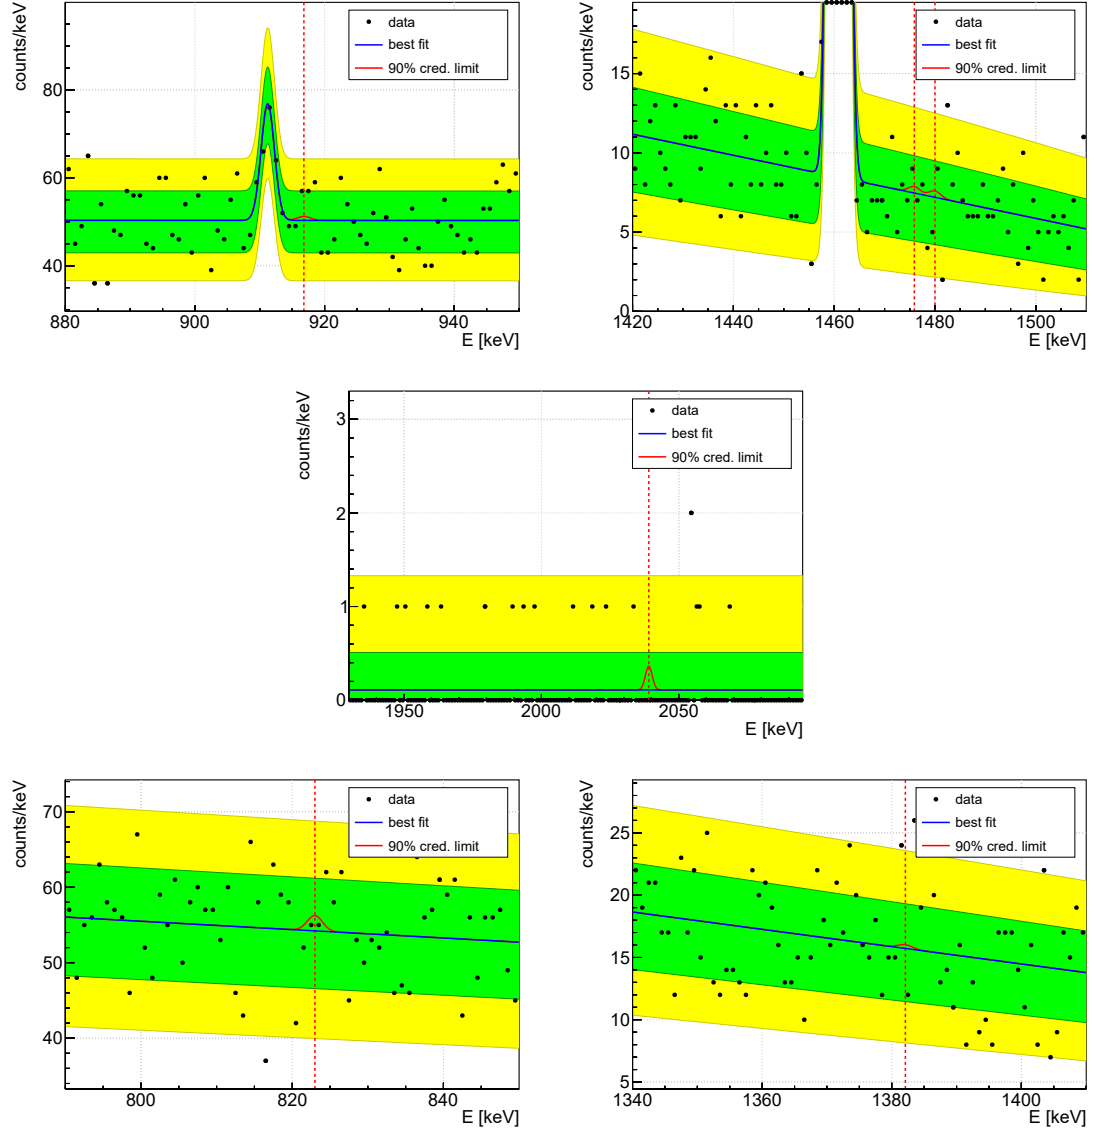 counts/keV
80
60
40
880
900
920
940
E [keV]
data
best fit
90% cred. limit
counts/keV
15
10
5
0
1420
1440
1460
1480
1500
E [keV]
data
best fit
90% cred. limit
counts/keV
3
2
1
0
1950
2000
2050
E [keV]
data
best fit
90% cred. limit
counts/keV
70
60
50
40
800
820
840
E [keV]
data
best fit
90% cred. limit
counts/keV
25
20
15
10
5
1340
1360
1380
1400
E [keV]
data
best fit
90% cred. limit